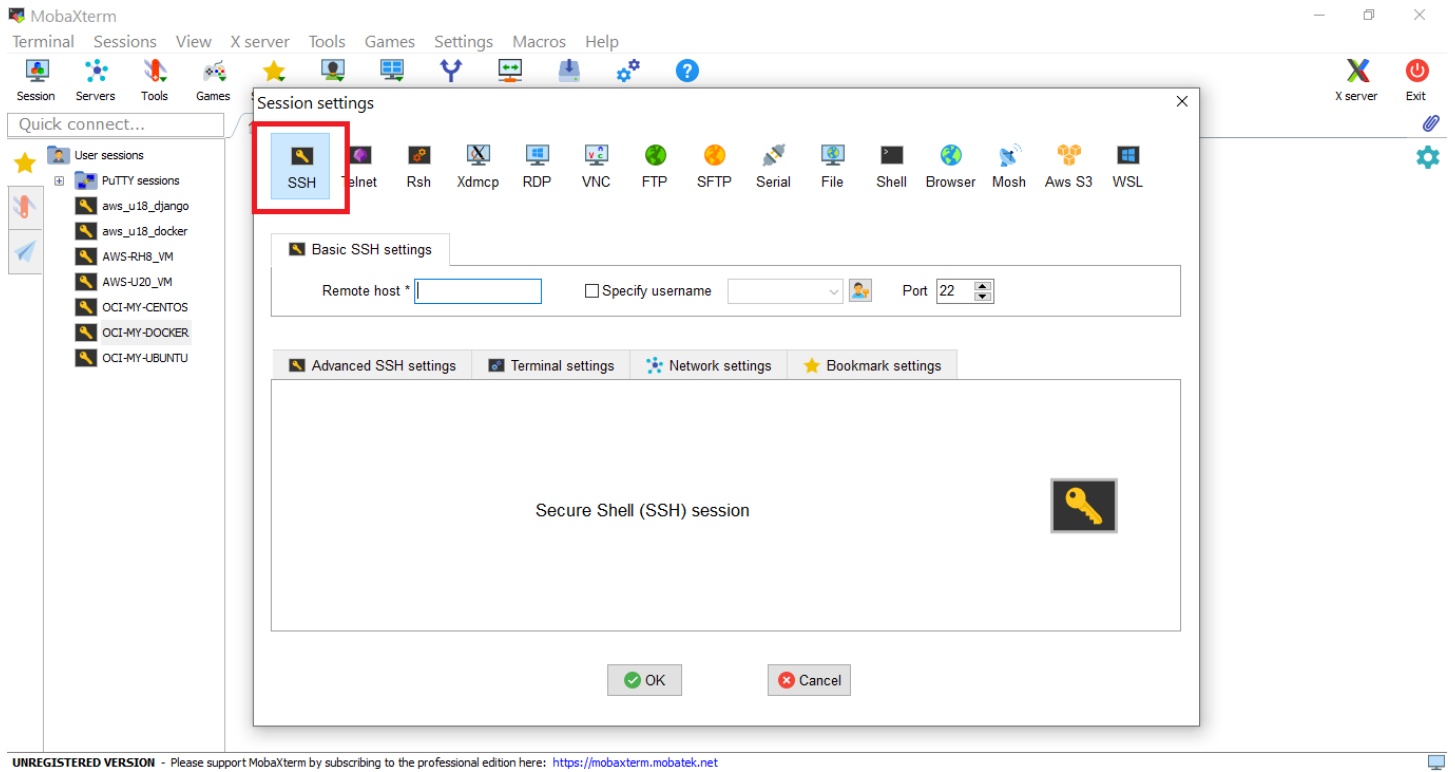 MobaXterm
Terminal Sessions View X server Tools Games Settings Macros Help
Session Servers Tools Games X server Exit
Quick connect...
User sessions
PuTTY sessions
aws_u18_django
aws_u18_docker
AWS-RH8_VM
AWS-U20_VM
OCI-MY-CENTOS
OCI-MY-DOCKER
OCI-MY-UBUNTU
Session settings
SSH Telnet Rsh Xdmcp RDP VNC FTP SFTP Serial File Shell Browser Mosh Aws S3 WSL
Basic SSH settings
Remote host * Specify username Port 22
Advanced SSH settings Terminal settings Network settings Bookmark settings
Secure Shell (SSH) session
OK Cancel
UNREGISTERED VERSION - Please support MobaXterm by subscribing to the professional edition here: https://mobaxterm.mobatek.net